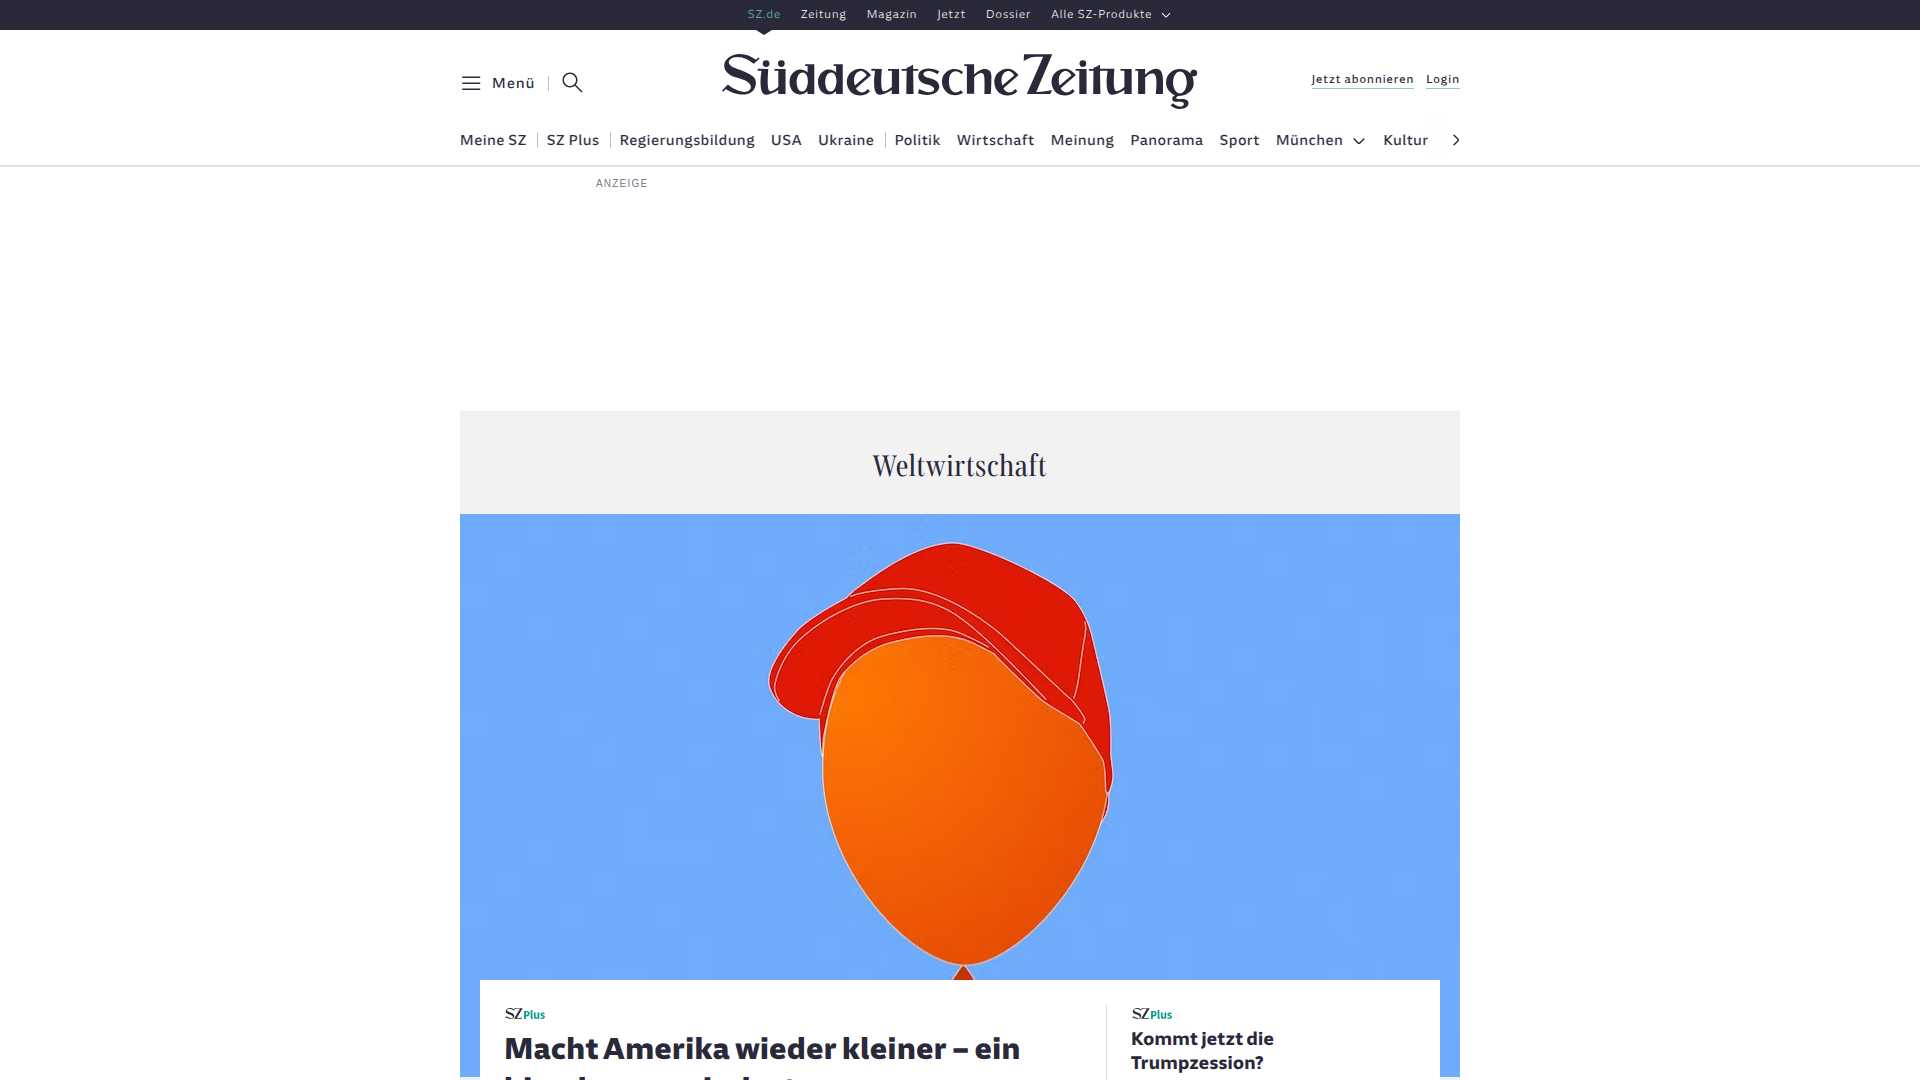 SZ.de Zeitung Magazin Jetzt Dossier Alle SZ-Produkte
Menü
Süddeutsche Zeitung
Jetzt abonnieren Login
Meine SZ SZ Plus Regierungsbildung USA Ukraine Politik Wirtschaft Meinung Panorama Sport München Kultur
ANZEIGE
Weltwirtschaft
SZ Plus
Macht Amerika wieder kleiner – ein
SZ Plus
Kommt jetzt die
Trumpzession?